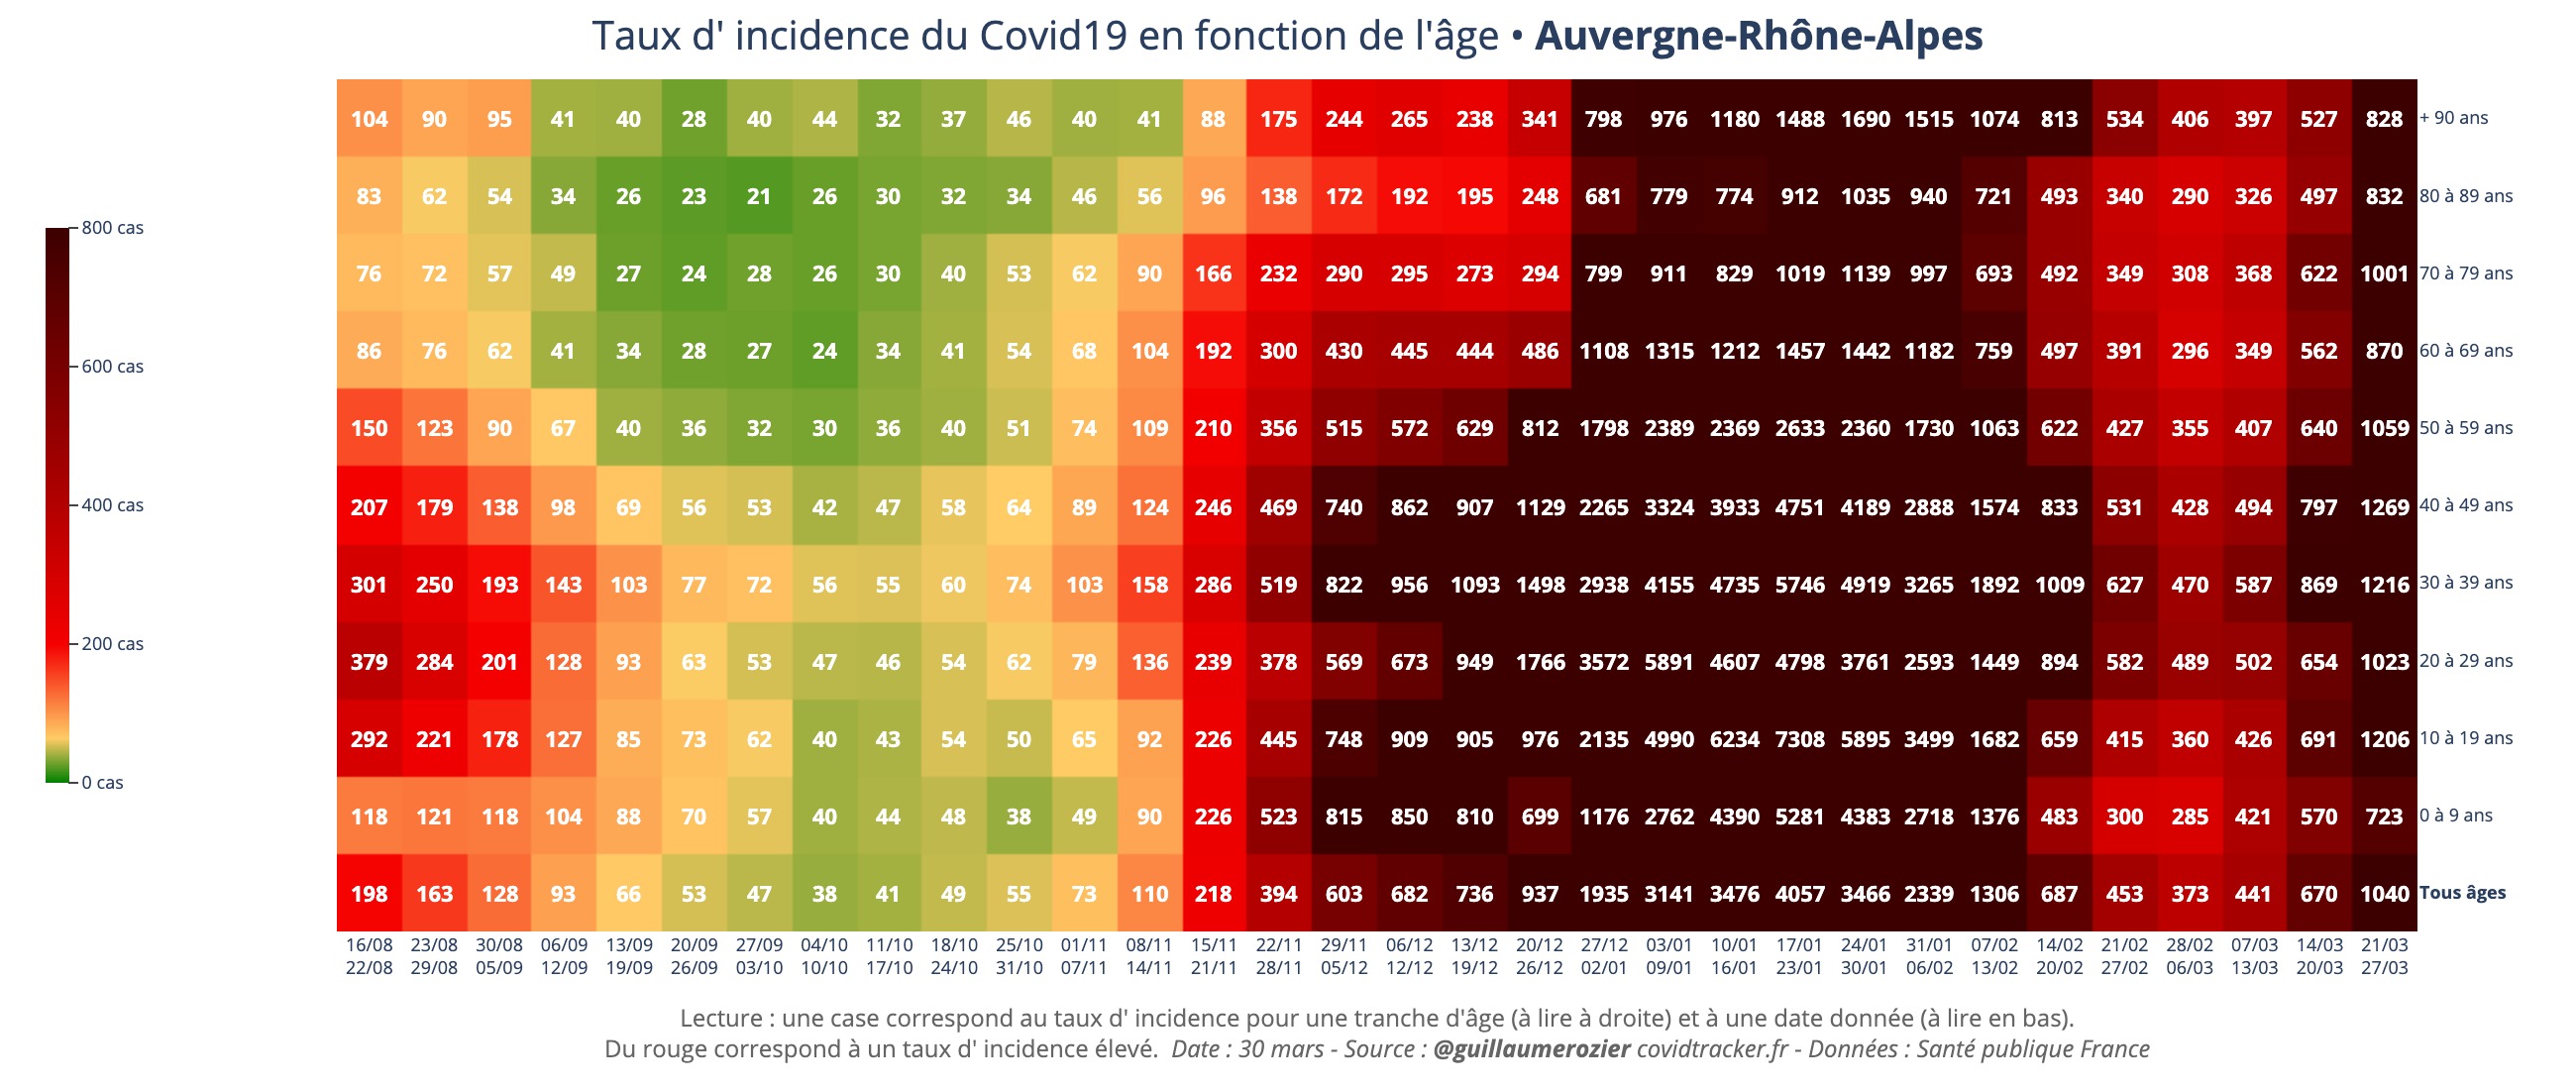 Taux d' incidence du Covid19 en fonction de l'âge • Auvergne-Rhône-Alpes
800 cas
600 cas
400 cas
200 cas
0 cas
104 90 95 41 40 28 40 44 32 37 46 40 41 88 175 244 265 238 341 798 976 1180 1488 1690 1515 1074 813 534 406 397 527 828 + 90 ans
83 62 54 34 26 23 21 26 30 32 34 46 56 96 138 172 192 195 248 681 779 774 912 1035 940 721 493 340 290 326 497 832 80 à 89 ans
76 72 57 49 27 24 28 26 30 40 53 62 90 166 232 290 295 273 294 799 911 829 1019 1139 997 693 492 349 308 368 622 1001 70 à 79 ans
86 76 62 41 34 28 27 24 34 41 54 68 104 192 300 430 445 444 486 1108 1315 1212 1457 1442 1182 759 497 391 296 349 562 870 60 à 69 ans
150 123 90 67 40 36 32 30 36 40 51 74 109 210 356 515 572 629 812 1798 2389 2369 2633 2360 1730 1063 622 427 355 407 640 1059 50 à 59 ans
207 179 138 98 69 56 53 42 47 58 64 89 124 246 469 740 862 907 1129 2265 3324 3933 4751 4189 2888 1574 833 531 428 494 797 1269 40 à 49 ans
301 250 193 143 103 77 72 56 55 60 74 103 158 286 519 822 956 1093 1498 2938 4155 4735 5746 4919 3265 1892 1009 627 470 587 869 1216 30 à 39 ans
379 284 201 128 93 63 53 47 46 54 62 79 136 239 378 569 673 949 1766 3572 5891 4607 4798 3761 2593 1449 894 582 489 502 654 1023 20 à 29 ans
292 221 178 127 85 73 62 40 43 54 50 65 92 226 445 748 909 905 976 2135 4990 6234 7308 5895 3499 1682 659 415 360 426 691 1206 10 à 19 ans
118 121 118 104 88 70 57 40 44 48 38 49 90 226 523 815 850 810 699 1176 2762 4390 5281 4383 2718 1376 483 300 285 421 570 723 0 à 9 ans
198 163 128 93 66 53 47 38 41 49 55 73 110 218 394 603 682 736 937 1935 3141 3476 4057 3466 2339 1306 687 453 373 441 670 1040 Tous âges
16/08 23/08 30/08 06/09 13/09 20/09 27/09 04/10 11/10 18/10 25/10 01/11 08/11 15/11 22/11 29/11 06/12 13/12 20/12 27/12 03/01 10/01 17/01 24/01 31/01 07/02 14/02 21/02 28/02 07/03 14/03 21/03
22/08 29/08 05/09 12/09 19/09 26/09 03/10 10/10 17/10 24/10 31/10 07/11 14/11 21/11 28/11 05/12 12/12 19/12 26/12 02/01 09/01 16/01 23/01 30/01 06/02 13/02 20/02 27/02 06/03 13/03 20/03 27/03
Lecture : une case correspond au taux d' incidence pour une tranche d'âge (à lire à droite) et à une date donnée (à lire en bas).
Du rouge correspond à un taux d' incidence élevé. Date : 30 mars - Source : @guillaumerozier covidtracker.fr - Données : Santé publique France